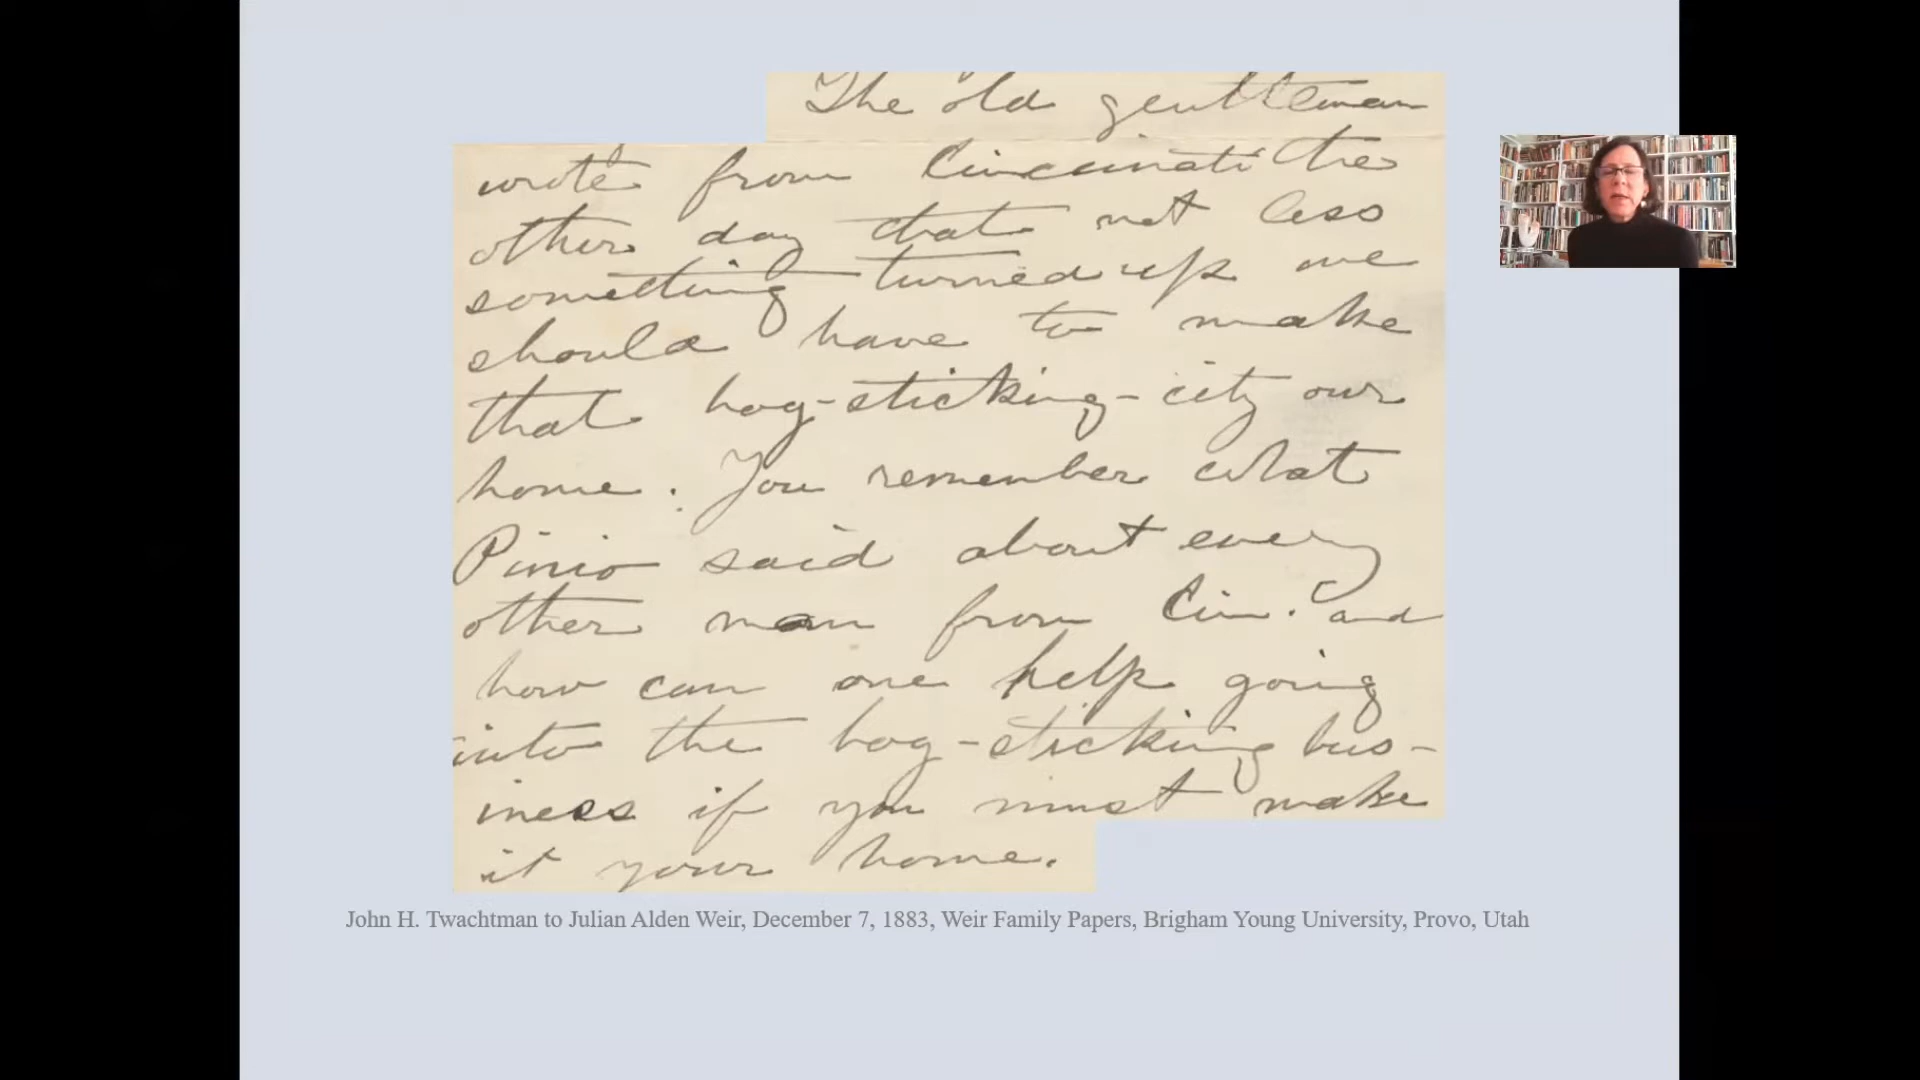 The old gentleman
wrote from Cincinnati the
other day that not less
something turned up we
should have to make
that hog-sticking-city our
home. You remember what
Pinio said about every
other man from Cin. and
how can one help going
into the hog-sticking bus-
iness if you must make
it your home.
John H. Twachtman to Julian Alden Weir, December 7, 1883, Weir Family Papers, Brigham Young University, Provo, Utah